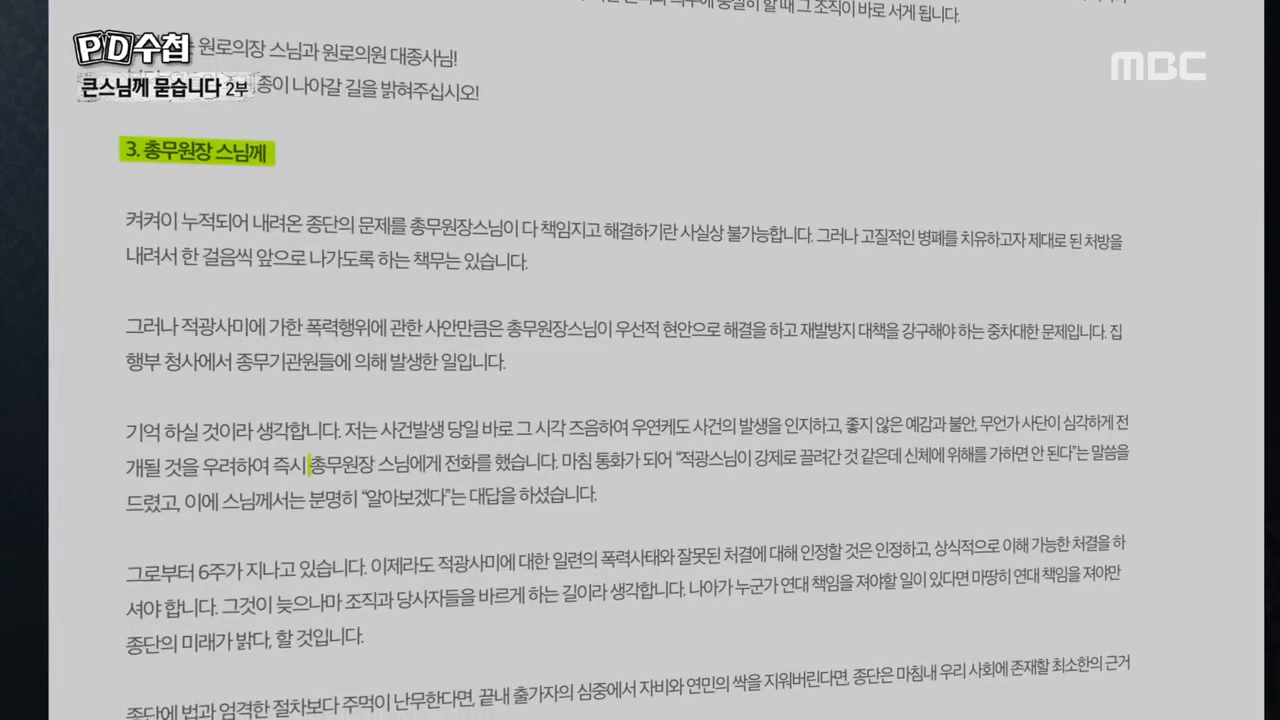 조직이 바로 서게 됩니다.
PD수첩
원로의장 스님과 원로의원 대종사님!
MBC
큰스님께 묻습니다 2부
종이 나아갈 길을 밝혀주십시오!
3. 총무원장 스님께
켜켜이 누적되어 내려온 종단의 문제를 총무원장스님이 다 책임지고 해결하기란 사실상 불가능합니다. 그러나 고질적인 병폐를 치유하고자 제대로 된 처방을
내려서 한 걸음씩 앞으로 나가도록 하는 책무는 있습니다.
그러나 적광사미에 가한 폭력행위에 관한 사안만큼은 총무원장스님이 우선적 현안으로 해결을 하고 재발방지 대책을 강구해야 하는 중차대한 문제입니다. 집
행부 청사에서 종무기관원들에 의해 발생한 일입니다.
기억 하실 것이라 생각합니다. 저는 사건발생 당일 바로 그 시각 즈음하여 우연케도 사건의 발생을 인지하고, 좋지 않은 예감과 불안, 무언가 사단이 심각하게 전
개될 것을 우려하여 즉시 총무원장 스님에게 전화를 했습니다. 마침 통화가 되어 “적광스님이 강제로 끌려간 것 같은데 신체에 위해를 가하면 안 된다”는 말씀을
드렸고, 이에 스님께서는 분명히 “알아보겠다”는 대답을 하셨습니다.
그로부터 6주가 지나고 있습니다. 이제라도 적광사미에 대한 일련의 폭력사태와 잘못된 처결에 대해 인정할 것은 인정하고, 상식적으로 이해 가능한 처결을 하
셔야 합니다. 그것이 늦으나마 조직과 당사자들을 바르게 하는 길이라 생각합니다. 나아가 누군가 연대 책임을 져야할 일이 있다면 마땅히 연대 책임을 져야만
종단의 미래가 밝다, 할 것입니다.
종단에 법과 엄격한 절차보다 주먹이 난무한다면, 끝내 출가자의 심중에서 자비와 연민의 싹을 지워버린다면, 종단은 마침내 우리 사회에 존재할 최소한의 근거